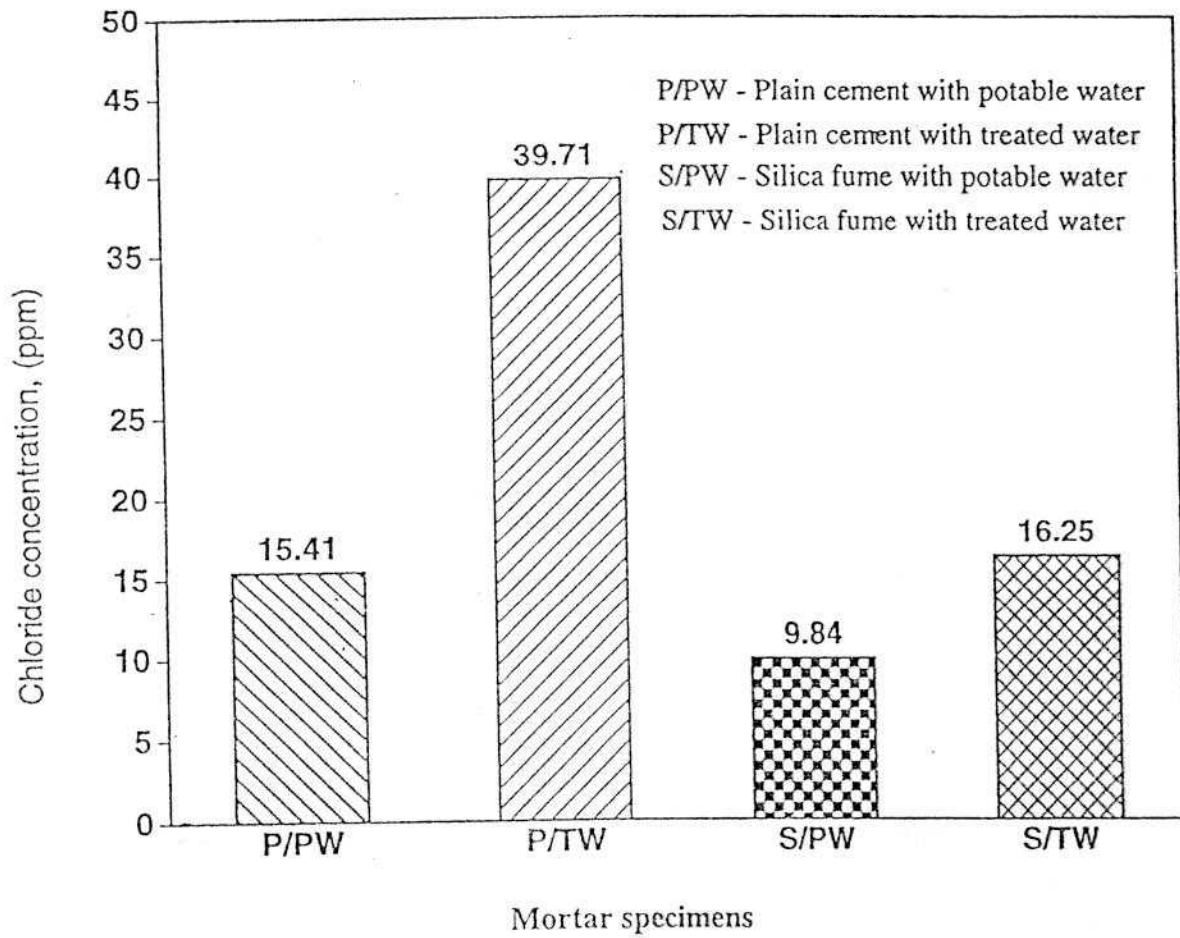 50
45
40
35
30
25
20
15
10
5
0
Chloride concentration, (ppm)
P/PW - Plain cement with potable water
P/TW - Plain cement with treated water
S/PW - Silica fume with potable water
S/TW - Silica fume with treated water
15.41
39.71
9.84
16.25
P/PW
P/TW
S/PW
S/TW
Mortar specimens